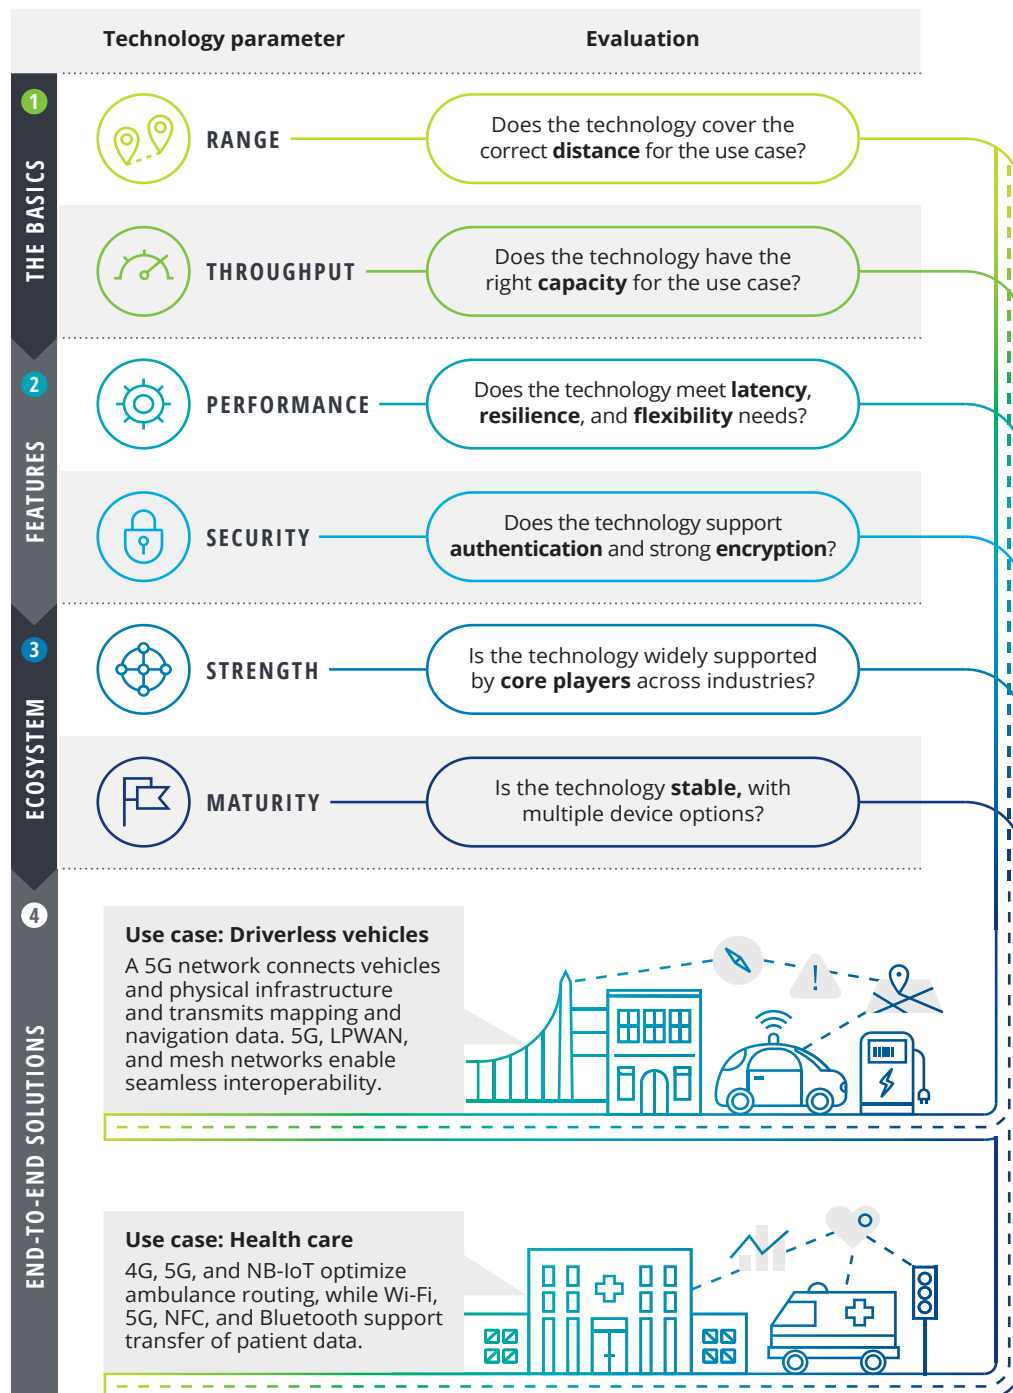 Technology parameter
Evaluation
1
THE BASICS
RANGE
Does the technology cover the
correct distance for the use case?
THROUGHPUT
Does the technology have the
right capacity for the use case?
2
FEATURES
PERFORMANCE
Does the technology meet latency,
resilience, and flexibility needs?
SECURITY
Does the technology support
authentication and strong encryption?
3
ECOSYSTEM
STRENGTH
Is the technology widely supported
by core players across industries?
MATURITY
Is the technology stable, with
multiple device options?
4
END-TO-END SOLUTIONS
Use case: Driverless vehicles
A 5G network connects vehicles
and physical infrastructure
and transmits mapping and
navigation data. 5G, LPWAN,
and mesh networks enable
seamless interoperability.
!
Use case: Health care
4G, 5G, and NB-IoT optimize
ambulance routing, while Wi-Fi,
5G, NFC, and Bluetooth support
transfer of patient data.